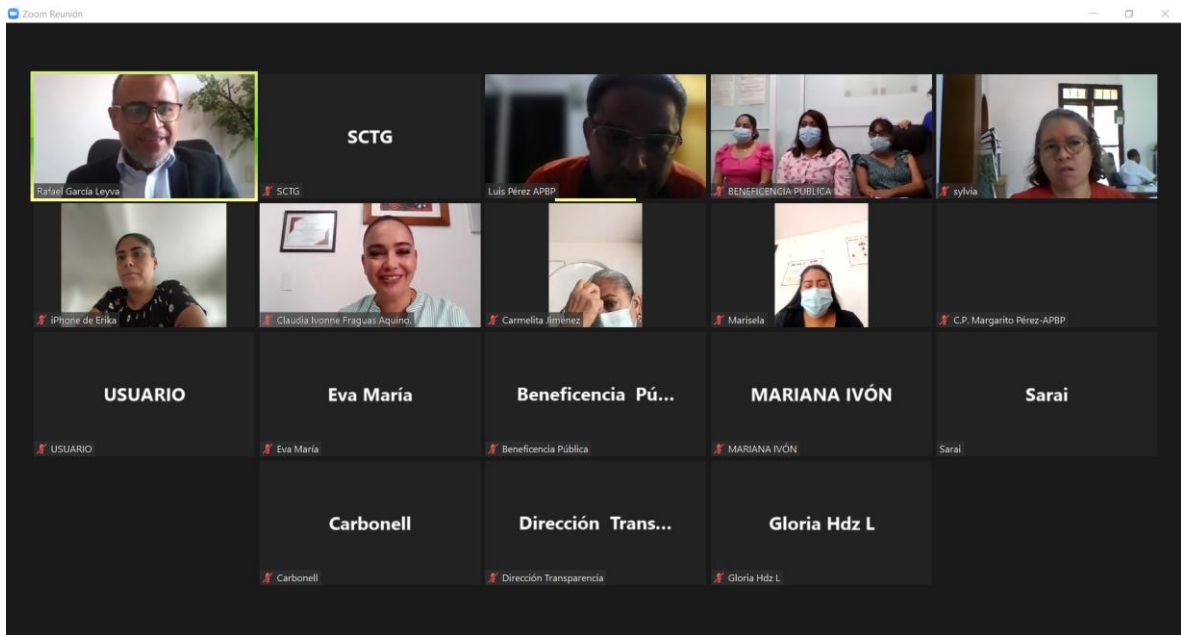 Zoom Reunión
Rafael García Leyva
SCTG
SCTG
Luis Pérez APBP
BENEFICENCIA PUBLICA
sylvia
iPhone de Erika
Claudia Ivonne Fraguas Aquino.
Carmelita Jiménez
Marisela
C.P. Margarito Pérez-APBP
USUARIO
USUARIO
Eva María
Eva María
Beneficencia Pú...
Beneficencia Pública
MARIANA IVÓN
MARIANA IVÓN
Sarai
Sarai
Carbonell
Carbonell
Dirección Trans...
Dirección Transparencia
Gloria Hdz L
Gloria Hdz L